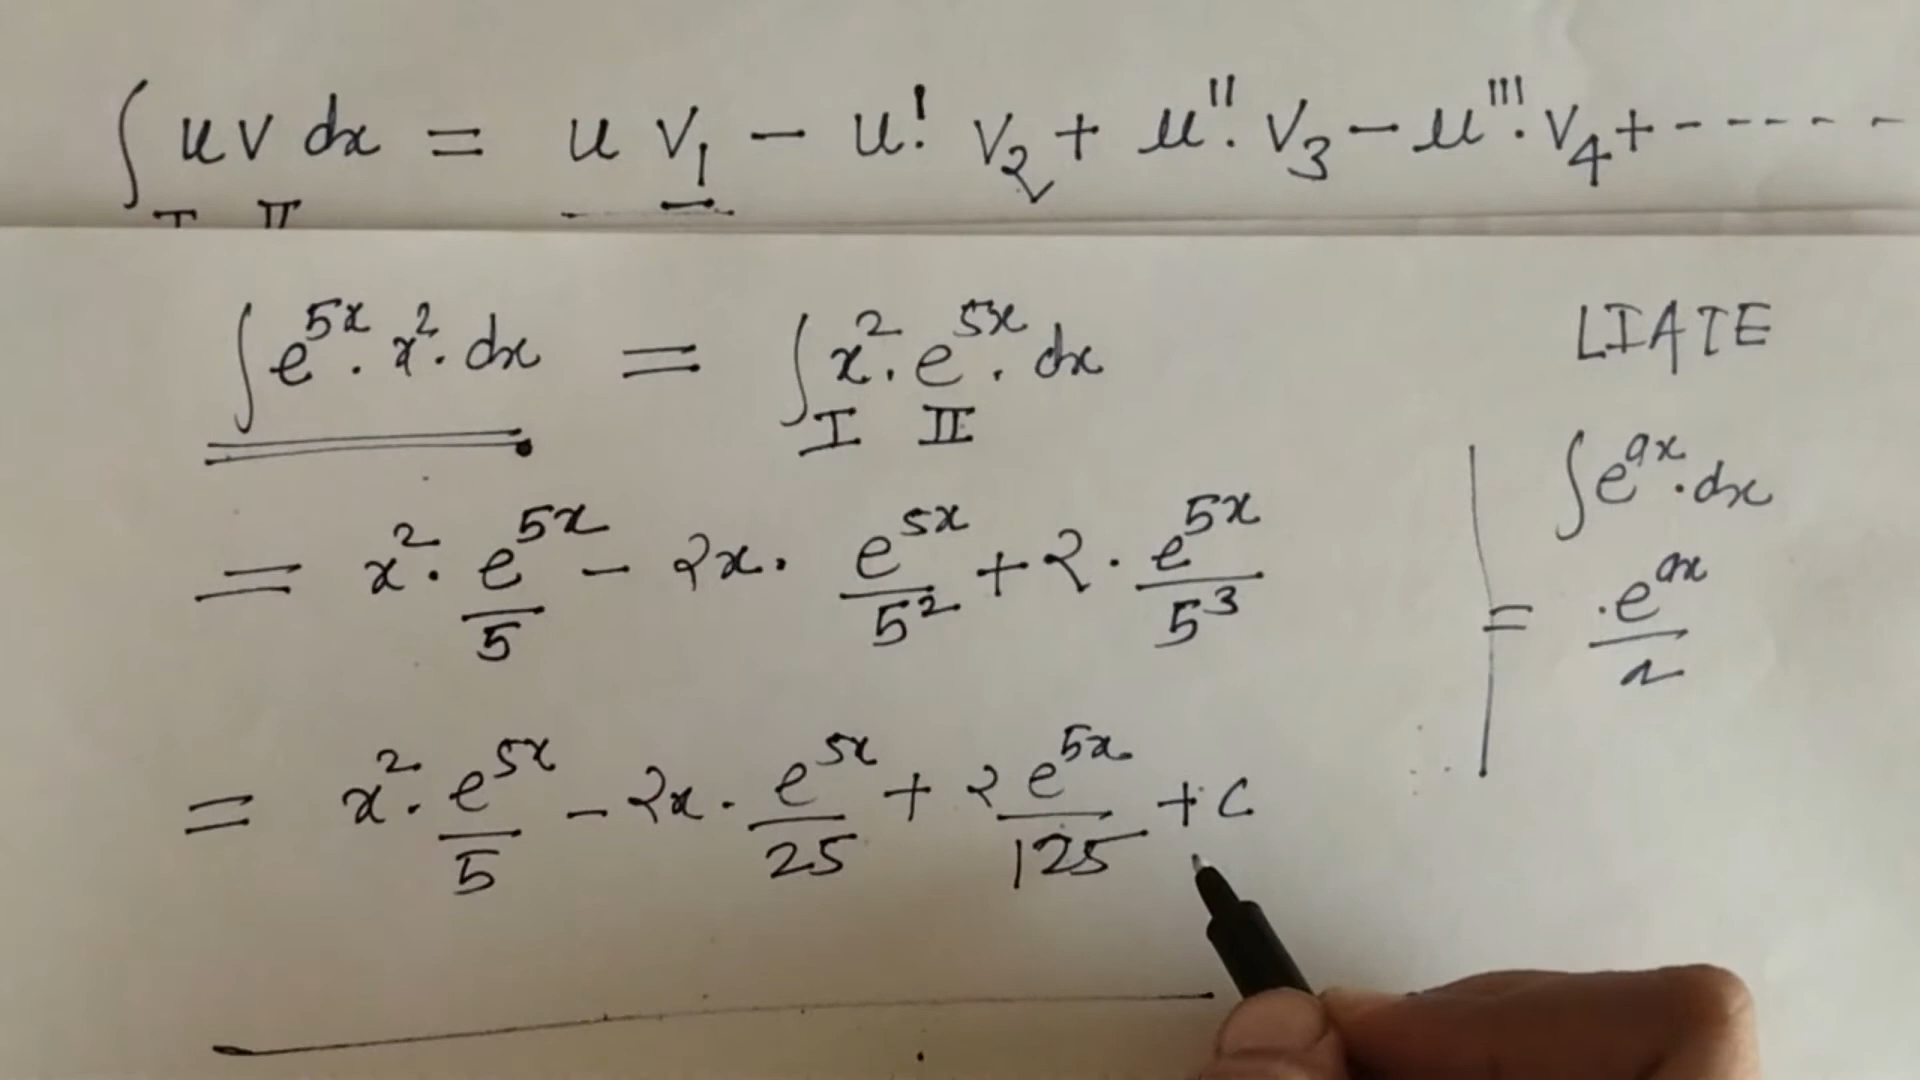 ∫ u v dx = u v₁ − u'. v₂ + u''. v₃ − u'''. v₄ + - - - - -
I II
∫ e^{5x} . x² . dx = ∫ x² . e^{5x} . dx
I II
= x² . e^{5x}/5 − 2x . e^{5x}/5² + 2 . e^{5x}/5³
= x² . e^{5x}/5 − 2x . e^{5x}/25 + 2 e^{5x}/125 + c
LIATE
∫ e^{ax} . dx
= . e^{ax}/a